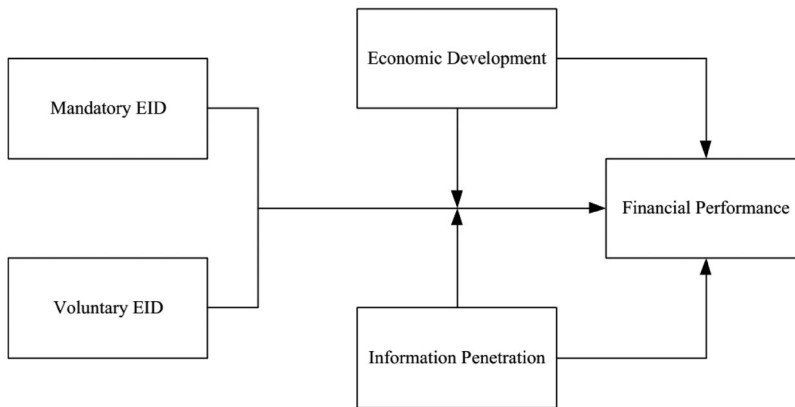 Economic Development
Mandatory EID
Financial Performance
Voluntary EID
Information Penetration